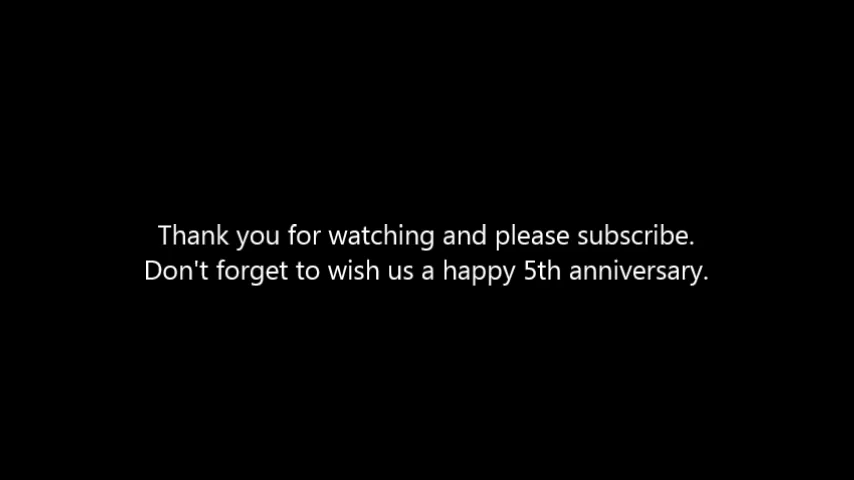 Thank you for watching and please subscribe.
Don't forget to wish us a happy 5th anniversary.